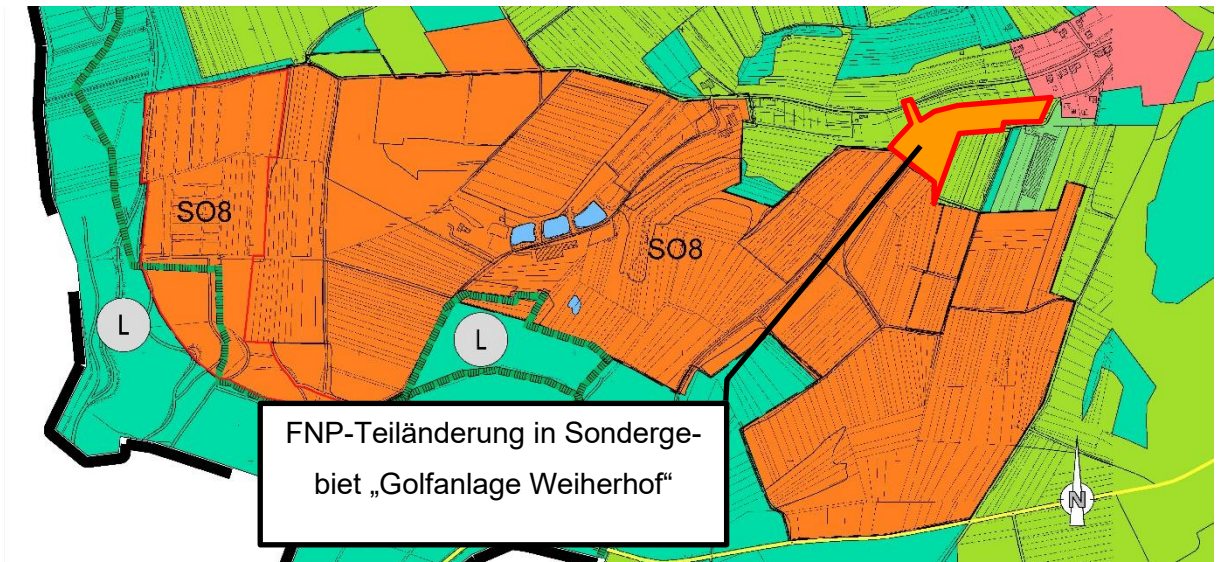 SO8
SO8
L
L
FNP-Teiländerung in Sonderge-
biet „Golfanlage Weiherhof“
N